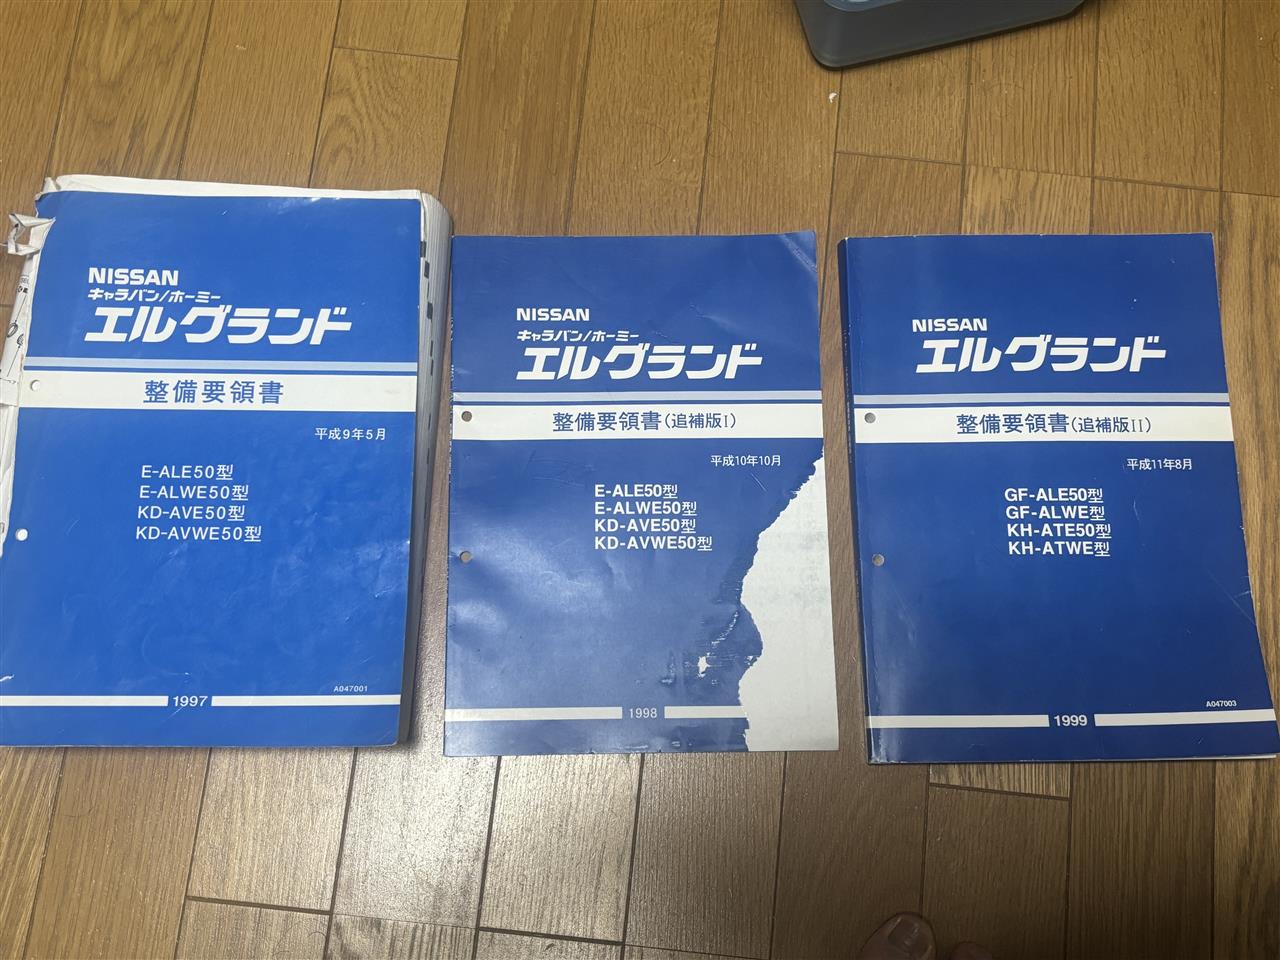 NISSAN
キャラバン/ホーミー
エルグランド
整備要領書
平成9年5月
E-ALE50型
E-ALWE50型
KD-AVE50型
KD-AVWE50型
A047001
1997
NISSAN
キャラバン/ホーミー
エルグランド
整備要領書(追補版I)
平成10年10月
E-ALE50型
E-ALWE50型
KD-AVE50型
KD-AVWE50型
1998
NISSAN
エルグランド
整備要領書(追補版II)
平成11年8月
GF-ALE50型
GF-ALWE型
KH-ATE50型
KH-ATWE型
A047003
1999